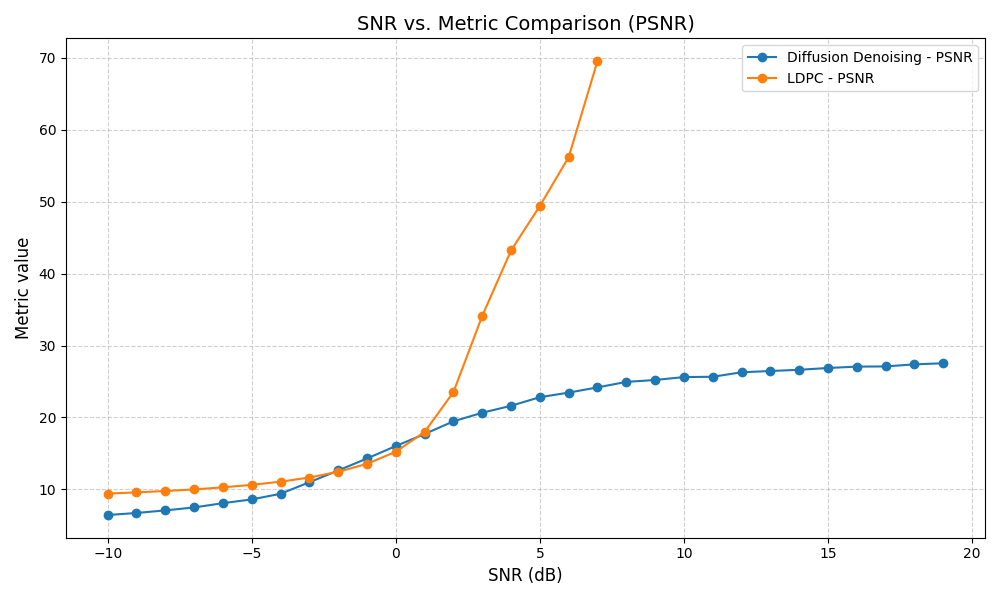 SNR vs. Metric Comparison (PSNR)
Diffusion Denoising - PSNR
LDPC - PSNR
Metric value
70
60
50
40
30
20
10
−10
−5
0
5
10
15
20
SNR (dB)